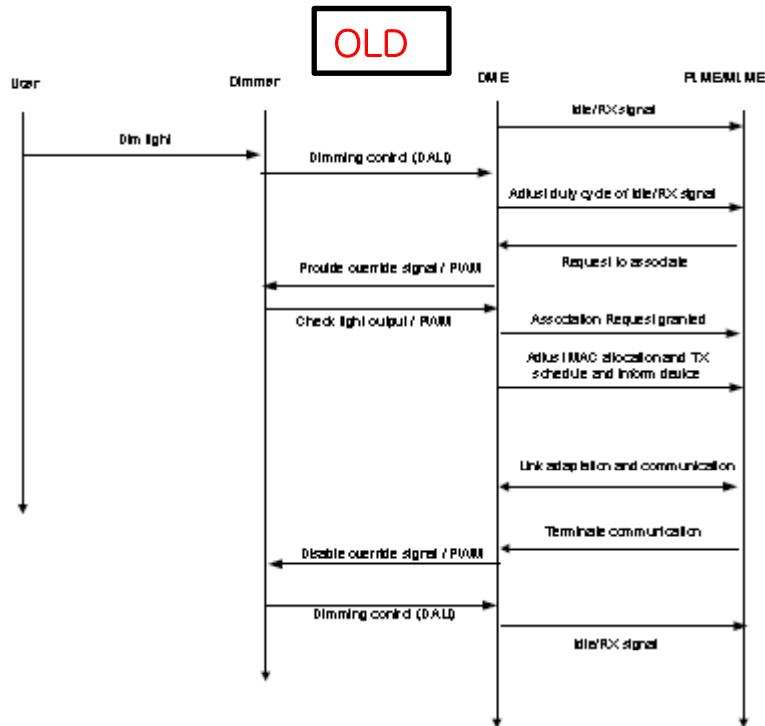 OLD
User Dimmer DME PLME/MLME
Idle/RX signal
Dim light
Dimming control (DALI)
Adjust duty cycle of Idle/RX signal
Request to associate
Provide override signal / PWM
Check light output / PWM
Association Request granted
Adjust MAC allocation and TX
schedule and inform device
Link adaptation and communication
Terminate communication
Disable override signal / PWM
Dimming control (DALI)
Idle/RX signal